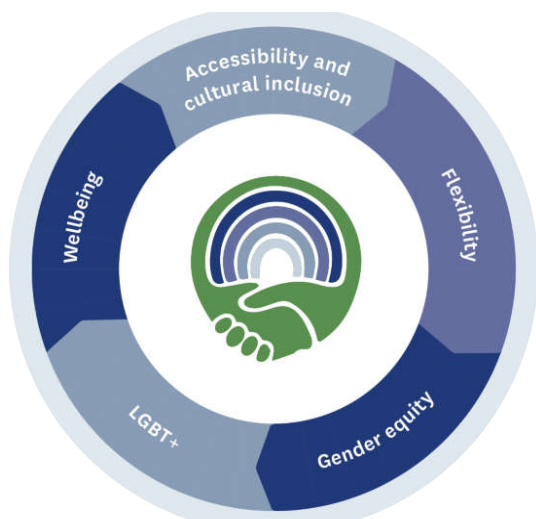 Accessibility and
cultural inclusion
Flexibility
Gender equity
LGBT+
Wellbeing